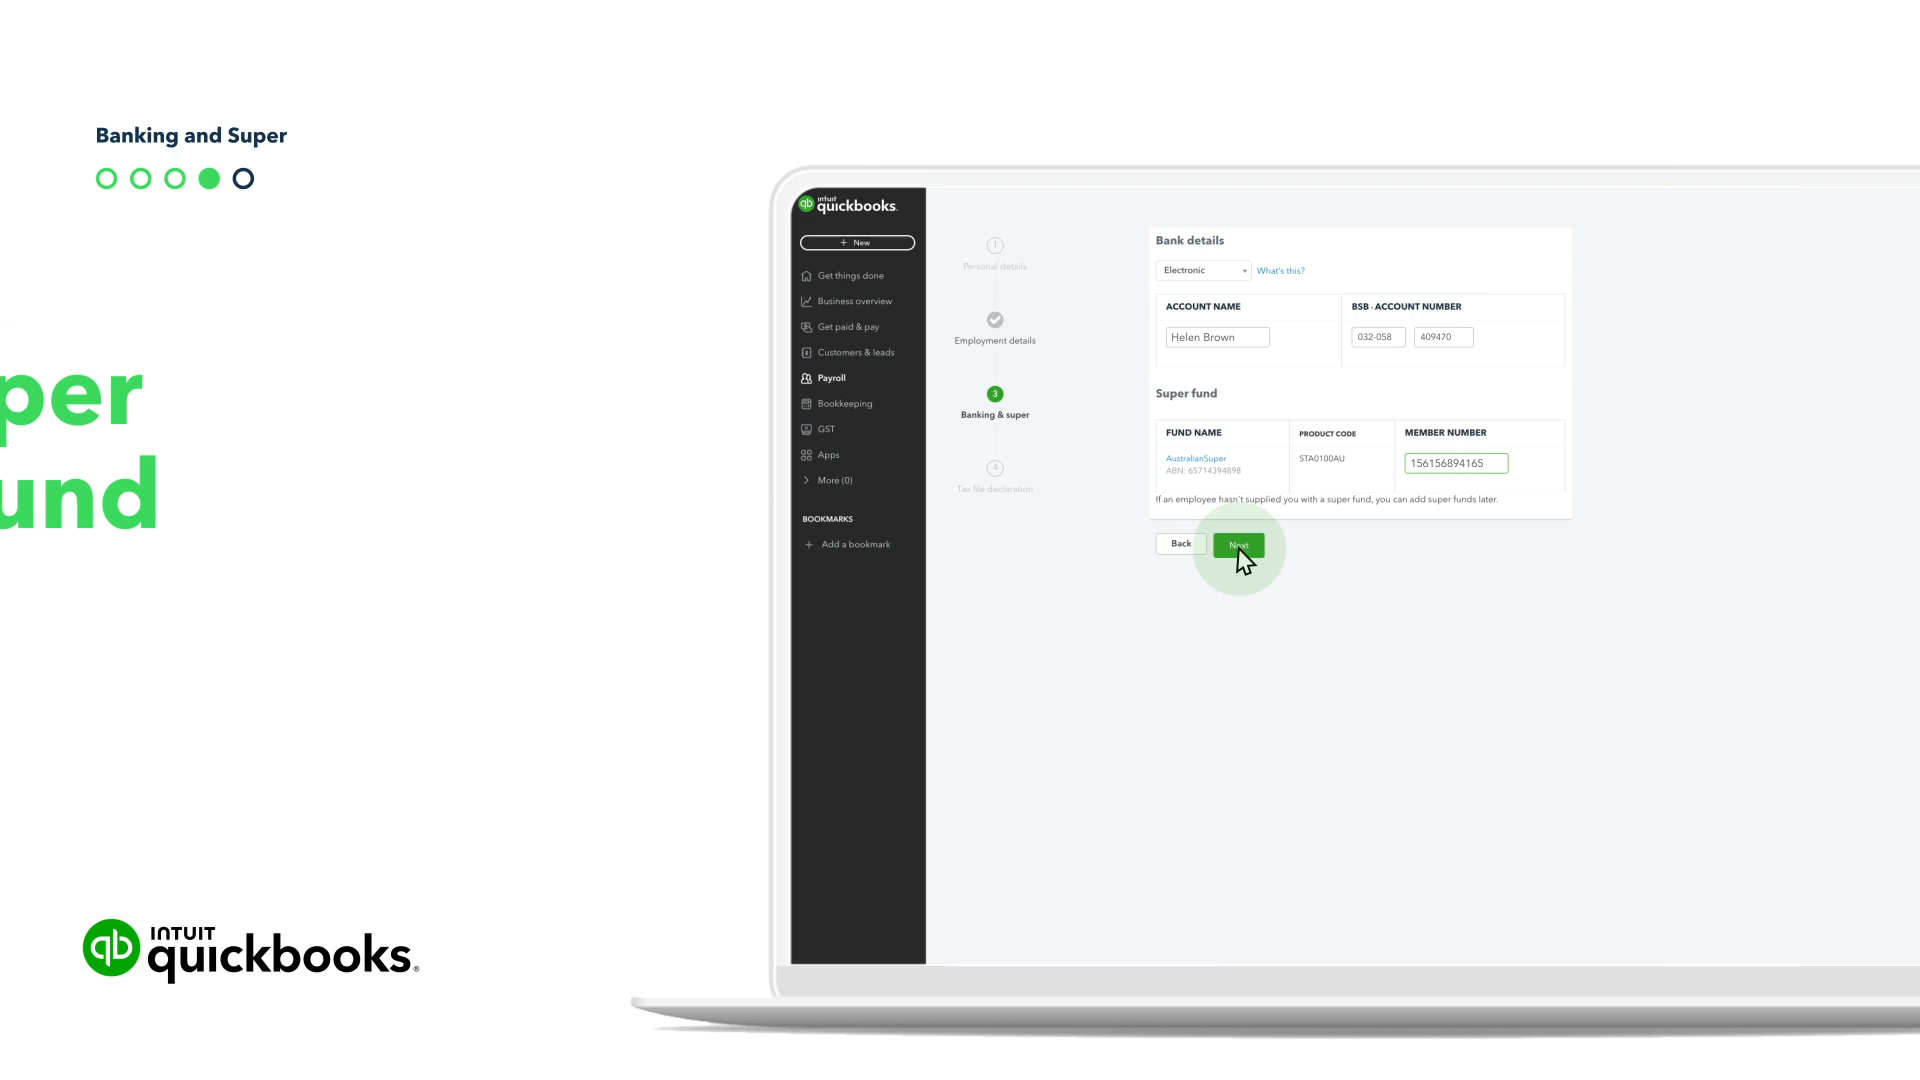 Banking and Super
per
und
INTUIT
quickbooks.
INTUIT
quickbooks.
+ New
Get things done
Business overview
Get paid & pay
Customers & leads
Payroll
Bookkeeping
GST
Apps
More (0)
BOOKMARKS
+ Add a bookmark
1
Personal details
Employment details
3
Banking & super
4
Tax file declaration
Bank details
Electronic What's this?
ACCOUNT NAME BSB - ACCOUNT NUMBER
Helen Brown 032-058 409470
Super fund
FUND NAME PRODUCT CODE MEMBER NUMBER
AustralianSuper STA0100AU 156156894165
ABN: 65714394898
If an employee hasn't supplied you with a super fund, you can add super funds later.
Back Next